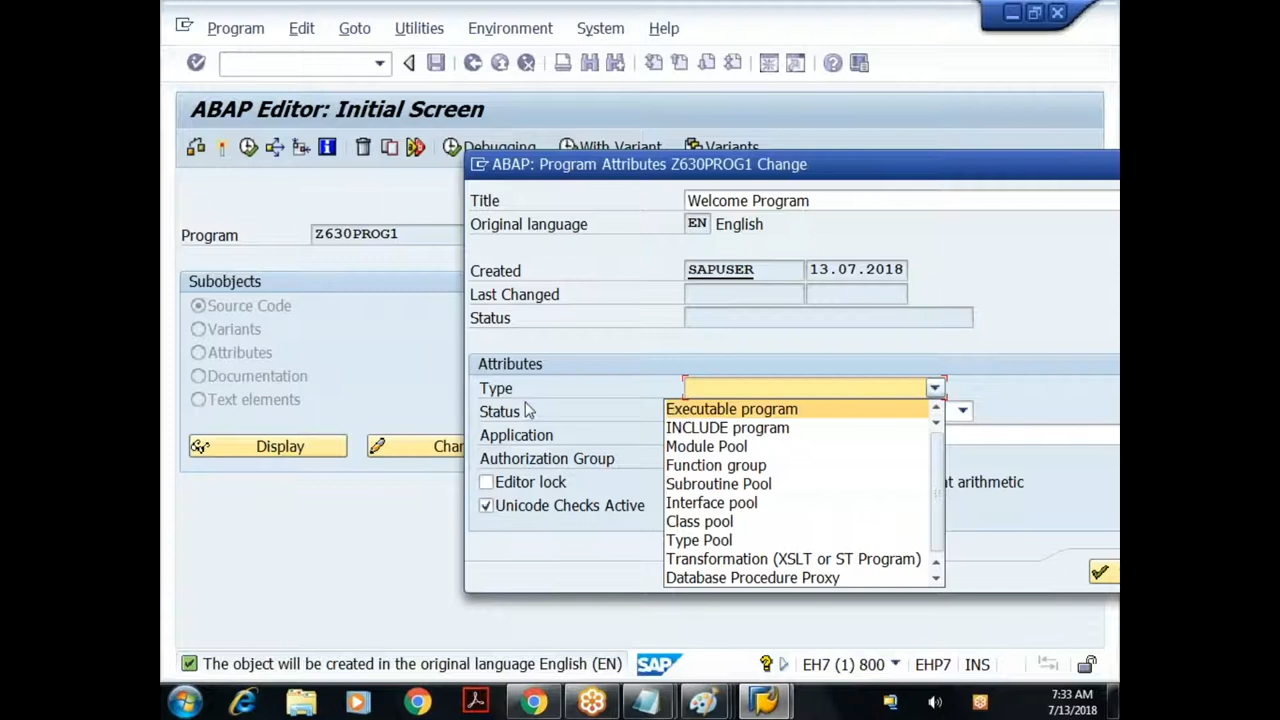 Program Edit Goto Utilities Environment System Help
ABAP Editor: Initial Screen
Debugging With Variant Variants
ABAP: Program Attributes Z630PROG1 Change
Title Welcome Program
Original language EN English
Program Z630PROG1
Created SAPUSER 13.07.2018
Subobjects
Last Changed
Source Code
Status
Variants
Attributes
Attributes
Type
Documentation
Executable program
Status
Text elements
INCLUDE program
Application
Module Pool
Display
Authorization Group
Function group
Editor lock
Subroutine Pool
Unicode Checks Active
Interface pool
Class pool
Type Pool
Transformation (XSLT or ST Program)
Database Procedure Proxy
The object will be created in the original language English (EN) SAP EH7 (1) 800 EHP7 INS
7:33 AM
7/13/2018